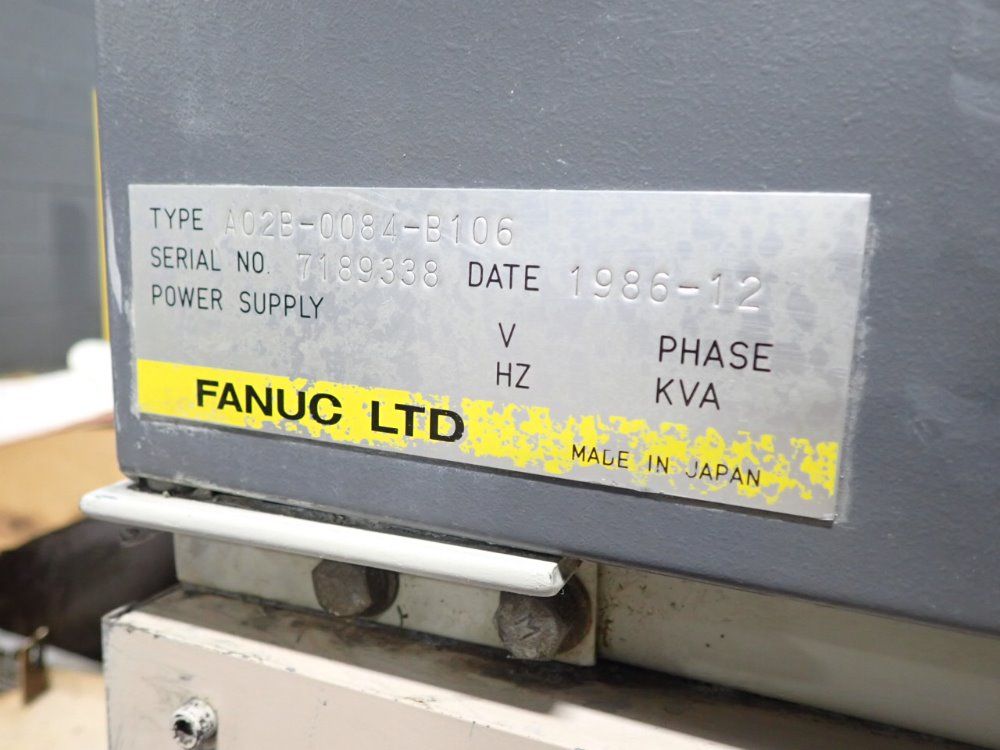 TYPE A02B-0084-B106
SERIAL NO. 7189338 DATE 1986-12
POWER SUPPLY
V PHASE
HZ KVA
FANUC LTD
MADE IN JAPAN
M